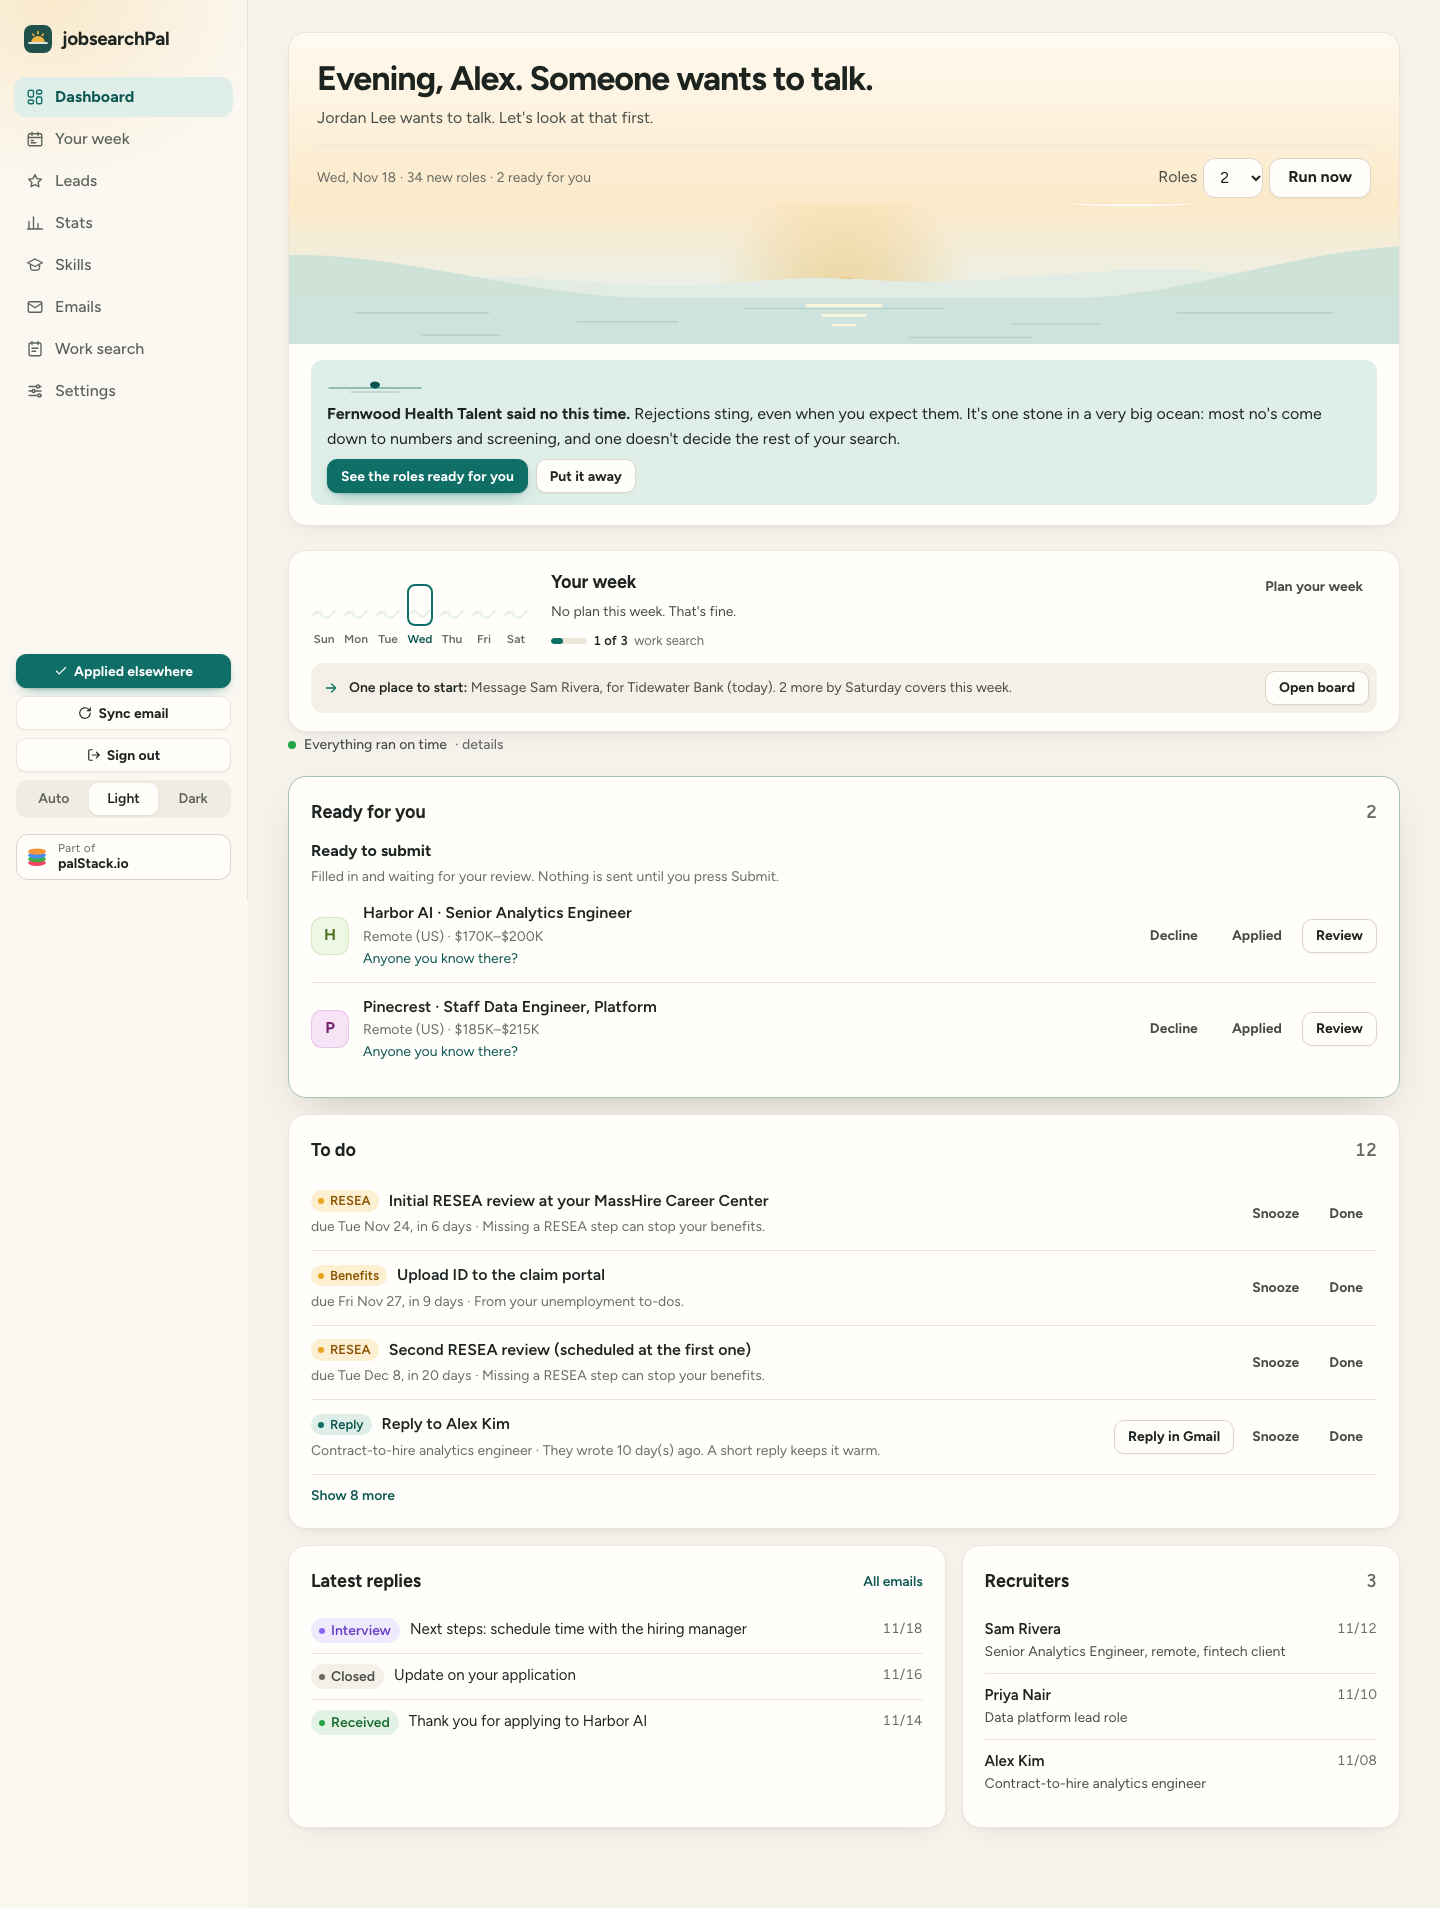 jobsearchPal
Dashboard
Your week
Leads
Stats
Skills
Emails
Work search
Settings
Applied elsewhere
Sync email
Sign out
Auto Light Dark
Part of
palStack.io
Evening, Alex. Someone wants to talk.
Jordan Lee wants to talk. Let's look at that first.
Wed, Nov 18 · 34 new roles · 2 ready for you
Roles 2 Run now
Fernwood Health Talent said no this time. Rejections sting, even when you expect them. It's one stone in a very big ocean: most no's come
down to numbers and screening, and one doesn't decide the rest of your search.
See the roles ready for you Put it away
Sun Mon Tue Wed Thu Fri Sat
Your week
Plan your week
No plan this week. That's fine.
1 of 3 work search
One place to start: Message Sam Rivera, for Tidewater Bank (today). 2 more by Saturday covers this week.
Open board
Everything ran on time · details
Ready for you 2
Ready to submit
Filled in and waiting for your review. Nothing is sent until you press Submit.
H
Harbor AI · Senior Analytics Engineer
Remote (US) · $170K–$200K
Anyone you know there?
Decline Applied Review
P
Pinecrest · Staff Data Engineer, Platform
Remote (US) · $185K–$215K
Anyone you know there?
Decline Applied Review
To do 12
RESEA Initial RESEA review at your MassHire Career Center
due Tue Nov 24, in 6 days · Missing a RESEA step can stop your benefits.
Snooze Done
Benefits Upload ID to the claim portal
due Fri Nov 27, in 9 days · From your unemployment to-dos.
Snooze Done
RESEA Second RESEA review (scheduled at the first one)
due Tue Dec 8, in 20 days · Missing a RESEA step can stop your benefits.
Snooze Done
Reply Reply to Alex Kim
Contract-to-hire analytics engineer · They wrote 10 day(s) ago. A short reply keeps it warm.
Reply in Gmail Snooze Done
Show 8 more
Latest replies All emails
Interview Next steps: schedule time with the hiring manager 11/18
Closed Update on your application 11/16
Received Thank you for applying to Harbor AI 11/14
Recruiters 3
Sam Rivera 11/12
Senior Analytics Engineer, remote, fintech client
Priya Nair 11/10
Data platform lead role
Alex Kim 11/08
Contract-to-hire analytics engineer